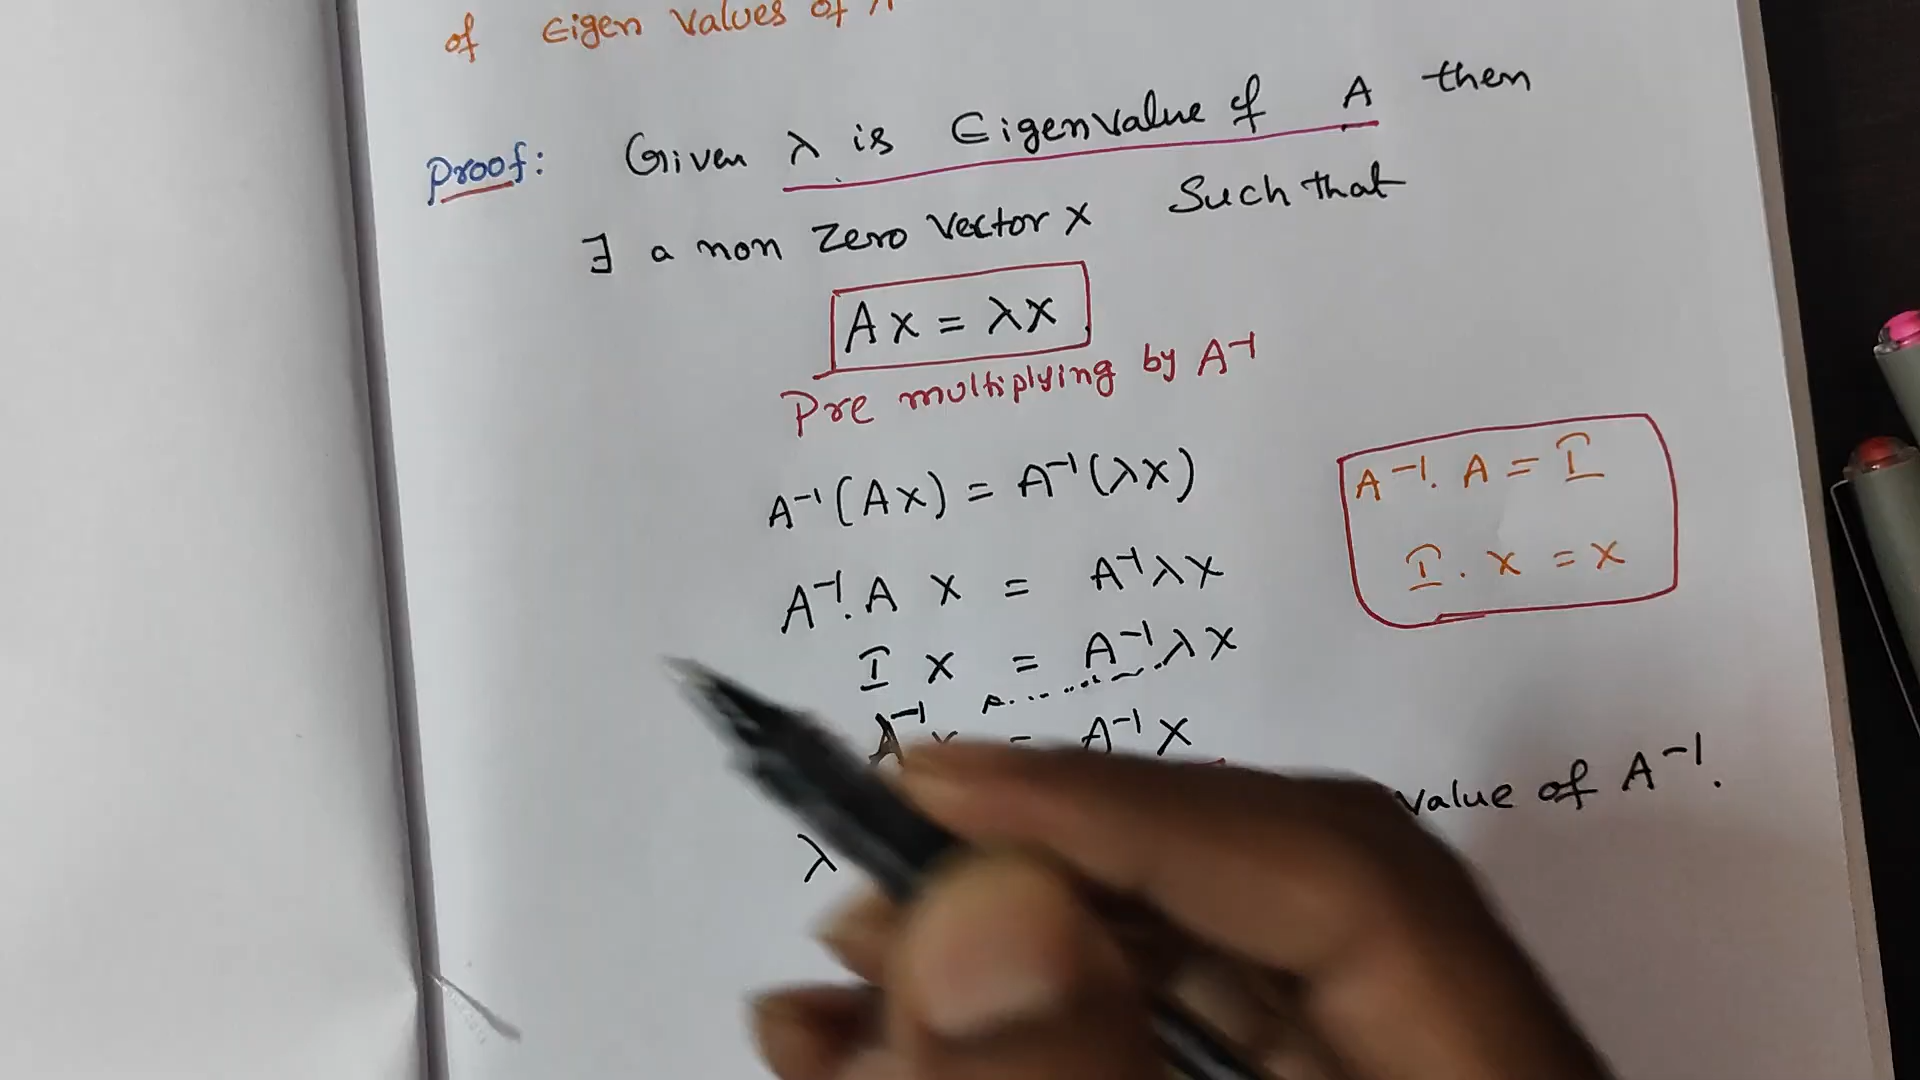 of Eigen Values of A
Proof: Given λ is Eigenvalue of A then
∃ a non Zero Vector X Such that
AX = λX
Pre multiplying by A⁻¹
A⁻¹(AX) = A⁻¹(λX)
A⁻¹. A X = A⁻¹λX
I X = A⁻¹λX
A⁻¹ X = A⁻¹X
λ
value of A⁻¹.
A⁻¹. A = I
I. X = X